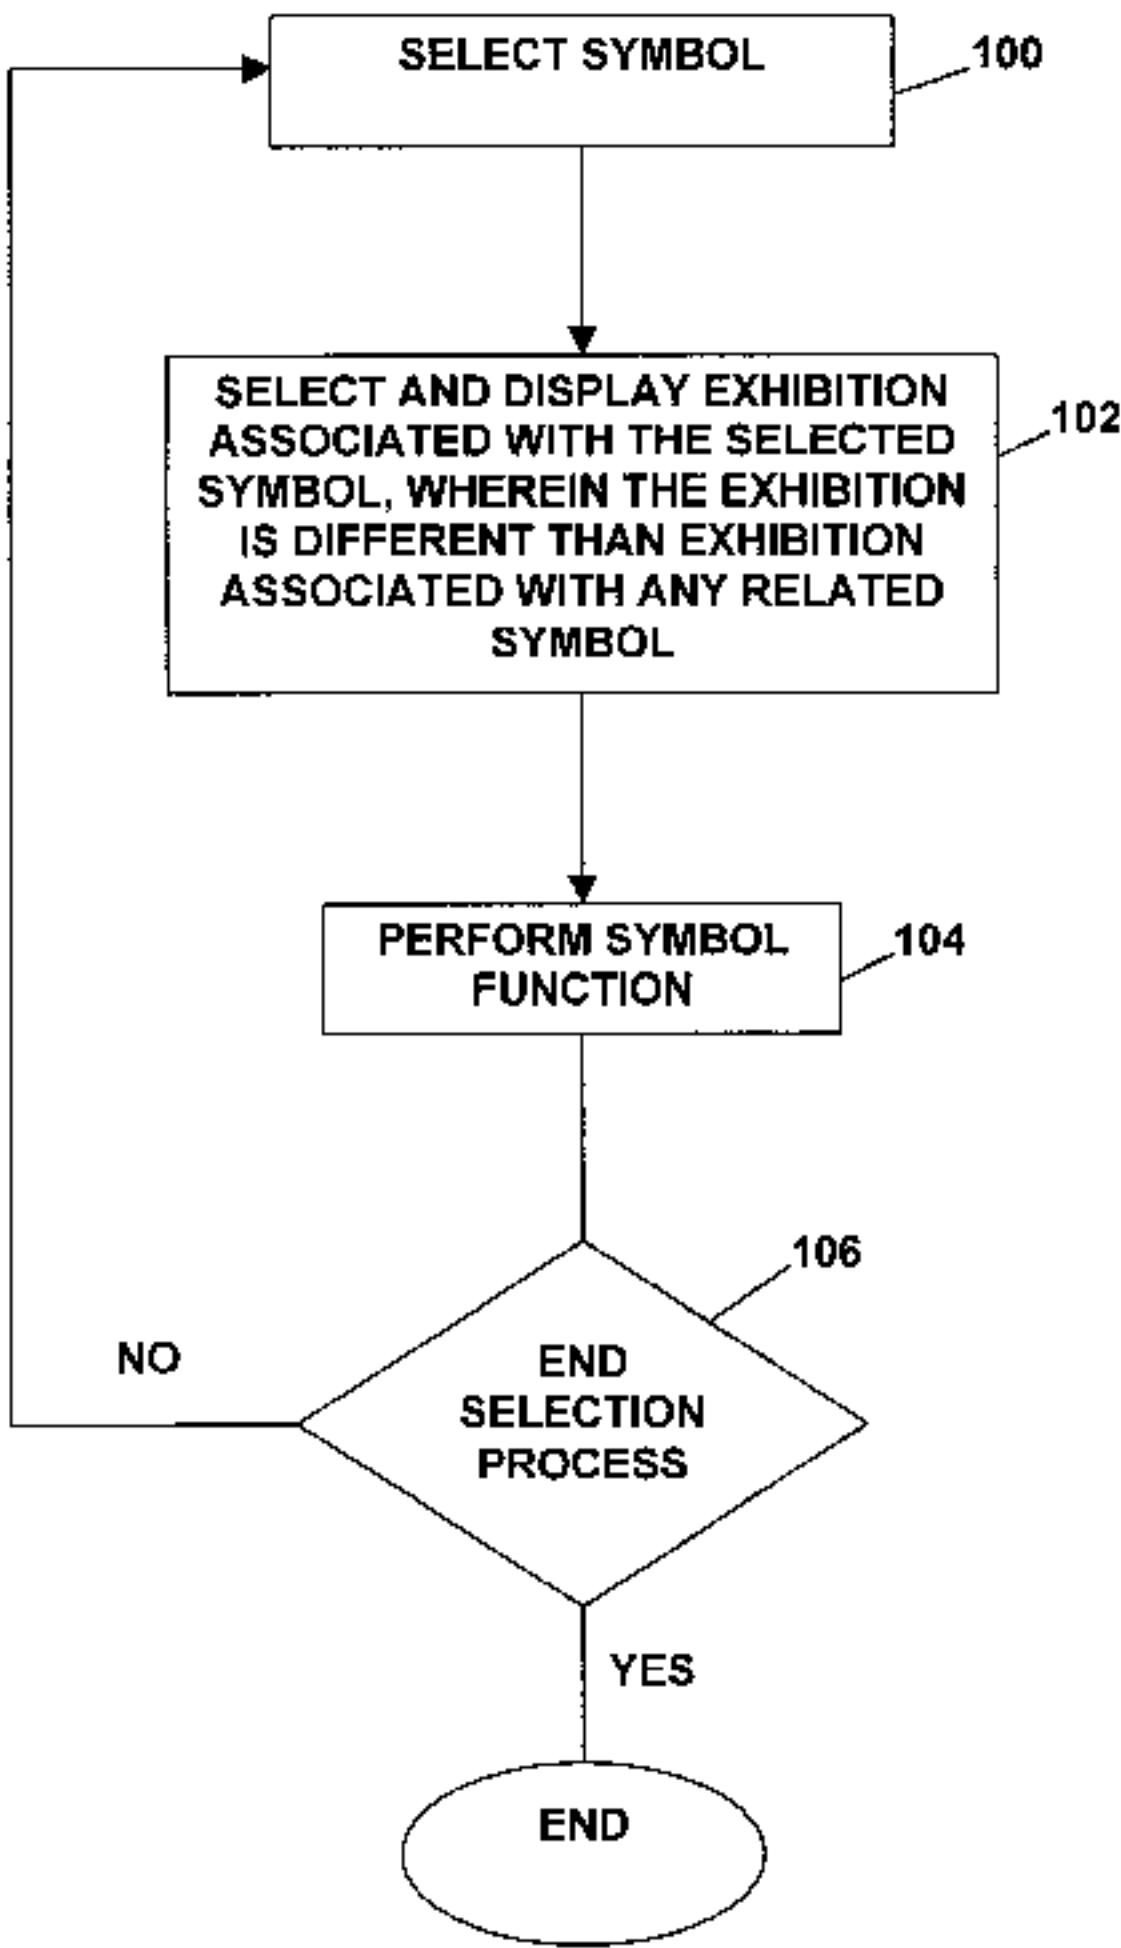 SELECT SYMBOL
100
SELECT AND DISPLAY EXHIBITION
ASSOCIATED WITH THE SELECTED
SYMBOL, WHEREIN THE EXHIBITION
IS DIFFERENT THAN EXHIBITION
ASSOCIATED WITH ANY RELATED
SYMBOL
102
PERFORM SYMBOL
FUNCTION
104
106
END
SELECTION
PROCESS
NO
YES
END